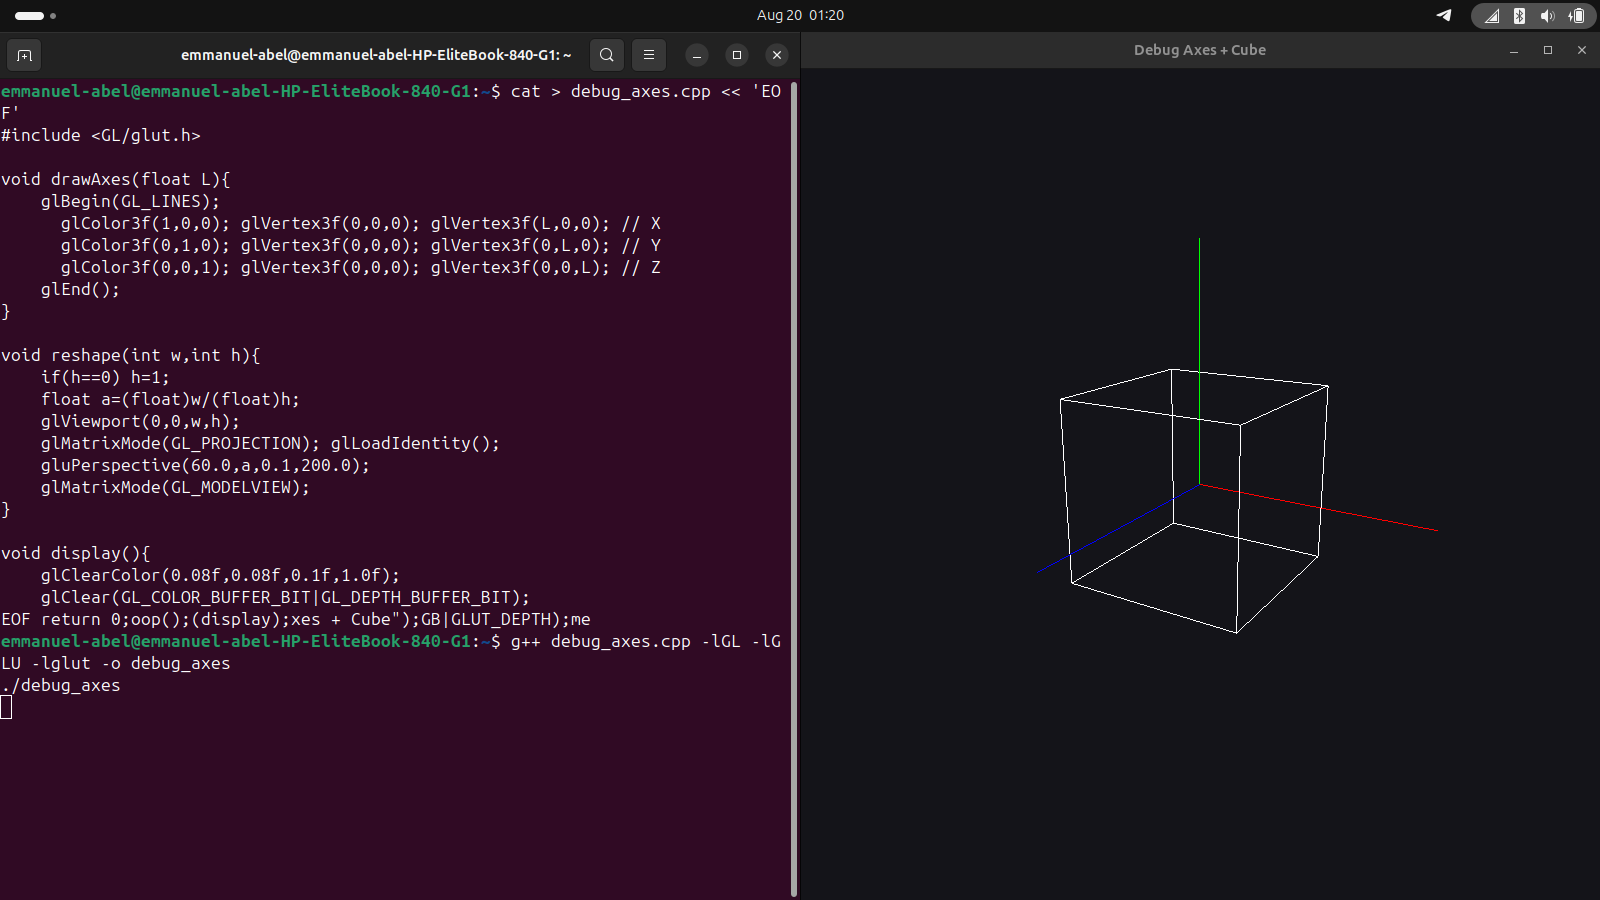 Aug 20 01:20
emmanuel-abel@emmanuel-abel-HP-EliteBook-840-G1: ~
Debug Axes + Cube
emmanuel-abel@emmanuel-abel-HP-EliteBook-840-G1:~$ cat > debug_axes.cpp << 'EO
F'
#include <GL/glut.h>
void drawAxes(float L){
    glBegin(GL_LINES);
      glColor3f(1,0,0); glVertex3f(0,0,0); glVertex3f(L,0,0); // X
      glColor3f(0,1,0); glVertex3f(0,0,0); glVertex3f(0,L,0); // Y
      glColor3f(0,0,1); glVertex3f(0,0,0); glVertex3f(0,0,L); // Z
    glEnd();
}
void reshape(int w,int h){
    if(h==0) h=1;
    float a=(float)w/(float)h;
    glViewport(0,0,w,h);
    glMatrixMode(GL_PROJECTION); glLoadIdentity();
    gluPerspective(60.0,a,0.1,200.0);
    glMatrixMode(GL_MODELVIEW);
}
void display(){
    glClearColor(0.08f,0.08f,0.1f,1.0f);
    glClear(GL_COLOR_BUFFER_BIT|GL_DEPTH_BUFFER_BIT);
EOF return 0;oop();(display);xes + Cube");GB|GLUT_DEPTH);me
emmanuel-abel@emmanuel-abel-HP-EliteBook-840-G1:~$ g++ debug_axes.cpp -lGL -lG
LU -lglut -o debug_axes
./debug_axes